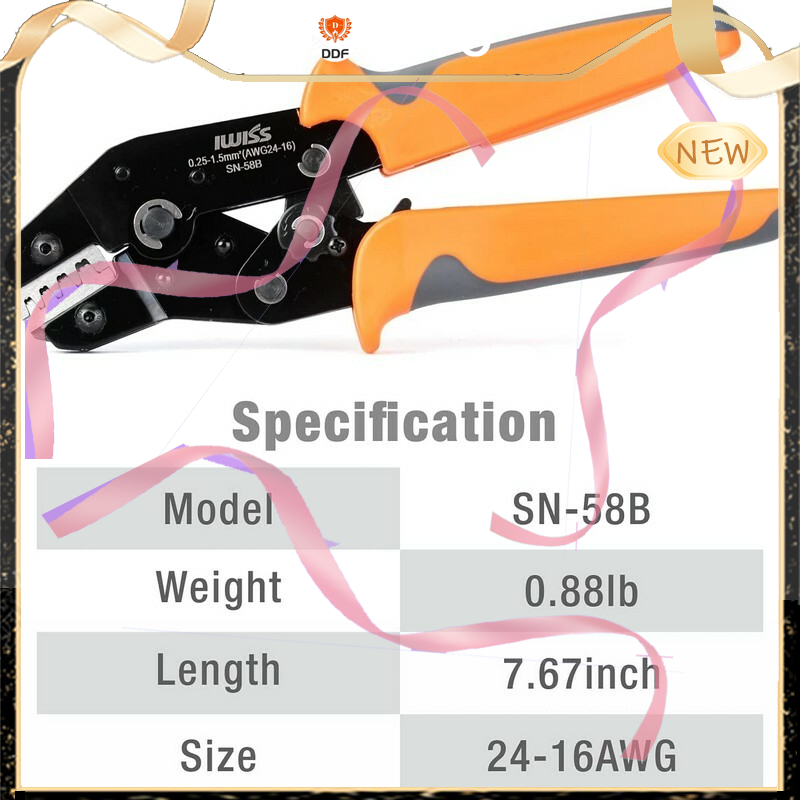 DDF
IWISS
0.25-1.5mm²(AWG24-16)
SN-58B
NEW
Specification
Model SN-58B
Weight 0.88lb
Length 7.67inch
Size 24-16AWG